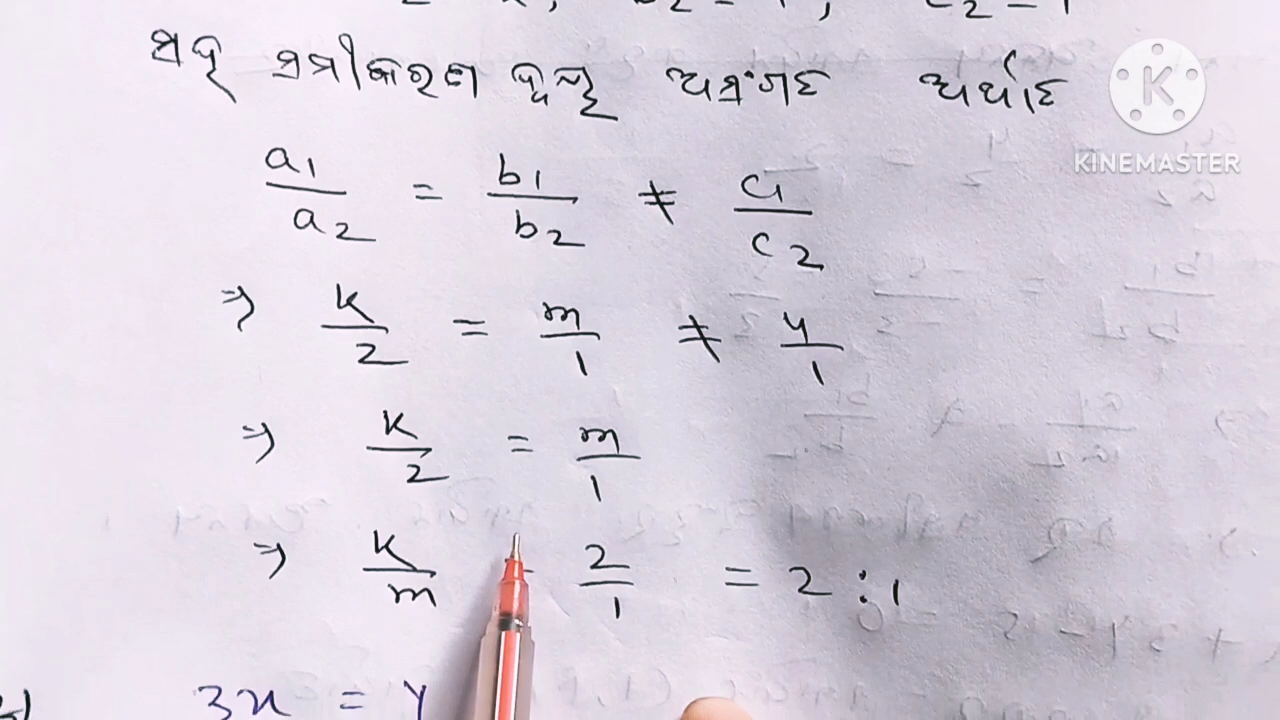 ଯଦି ସମୀକରଣ ଦ୍ୱୟ ଅସଂଗତ ଅର୍ଥାତ୍
K
KINEMASTER
a₁/a₂ = b₁/b₂ ≠ c₁/c₂
⇒ K/2 = m/1 ≠ 4/1
⇒ K/2 = m/1
⇒ K/m = 2/1 = 2 : 1
3x = y